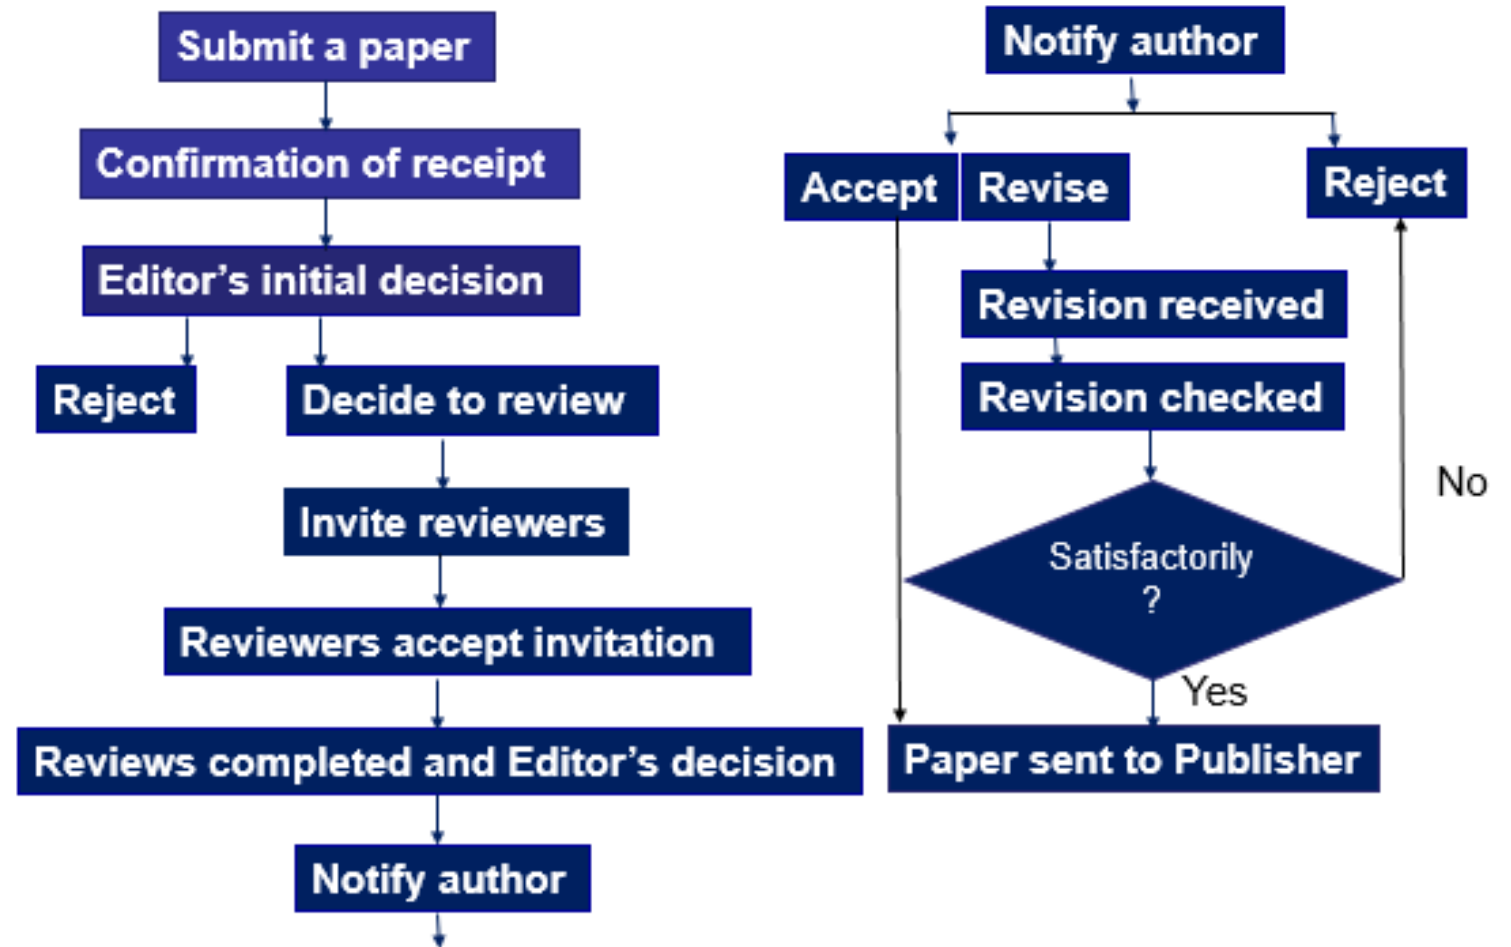 Submit a paper
Confirmation of receipt
Editor’s initial decision
Reject
Decide to review
Invite reviewers
Reviewers accept invitation
Reviews completed and Editor’s decision
Notify author
Notify author
Accept
Revise
Reject
Revision received
Revision checked
Satisfactorily
?
No
Yes
Paper sent to Publisher